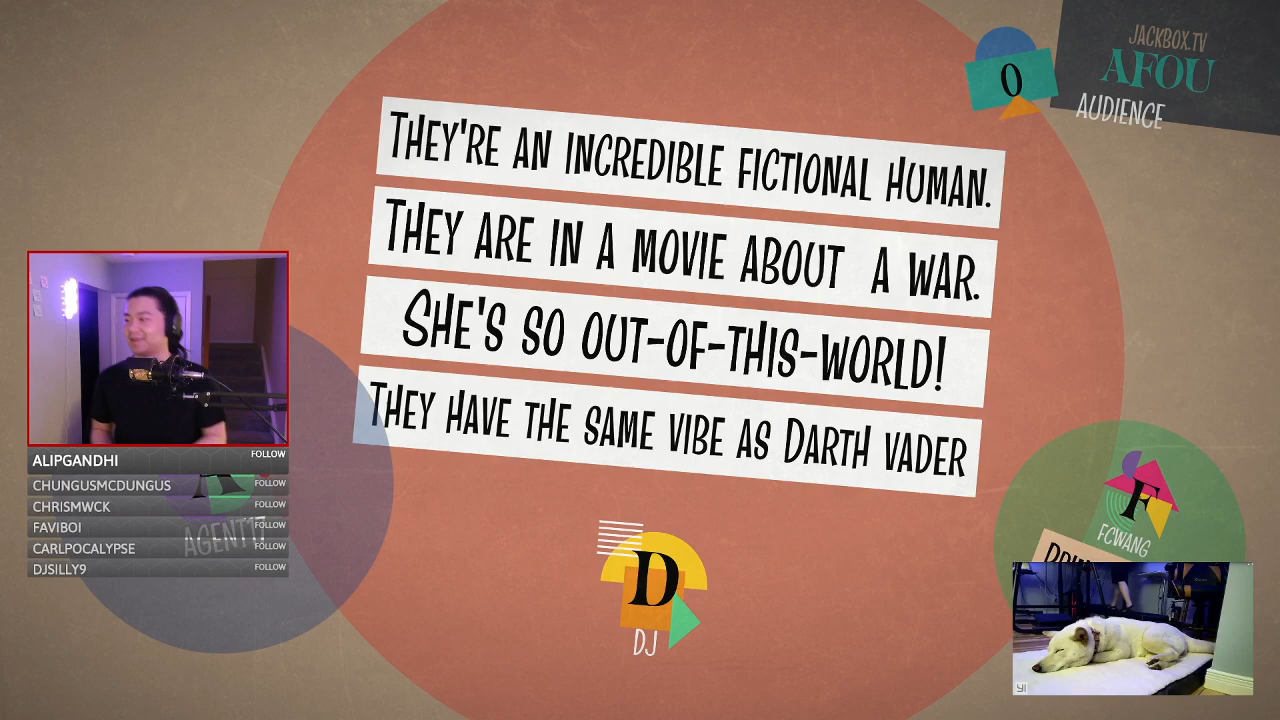 JACKBOX.TV
AFOU
0
AUDIENCE
THEY'RE AN INCREDIBLE FICTIONAL HUMAN.
THEY ARE IN A MOVIE ABOUT A WAR.
SHE'S SO OUT-OF-THIS-WORLD!
THEY HAVE THE SAME VIBE AS DARTH VADER
ALIPGANDHI FOLLOW
CHUNGUSMCDUNGUS FOLLOW
CHRISMWCK FOLLOW
FAVIBOI FOLLOW
CARLPOCALYPSE FOLLOW
DJSILLY9 FOLLOW
AGENT17
D
DJ
F
FCWANG
YI